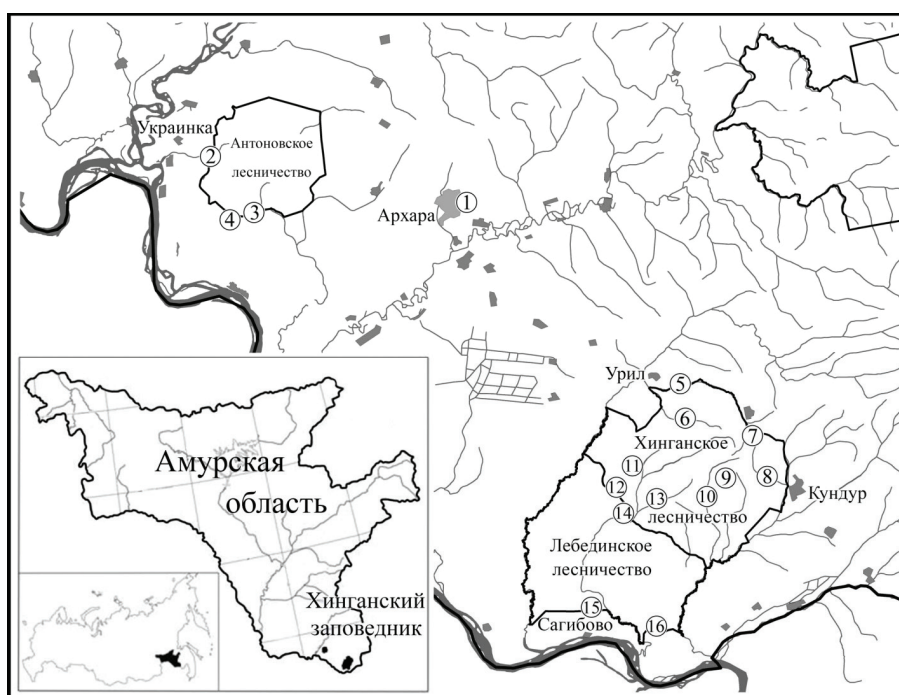 Украинка
2
Антоновское
лесничество
4
3
Архара
1
Урил
5
6
Хинганское
7
11
9
8
12
13
10
Кундур
14
лесничество
Лебединское
лесничество
15
Сагибово
16
Амурская
область
Хинганский
заповедник